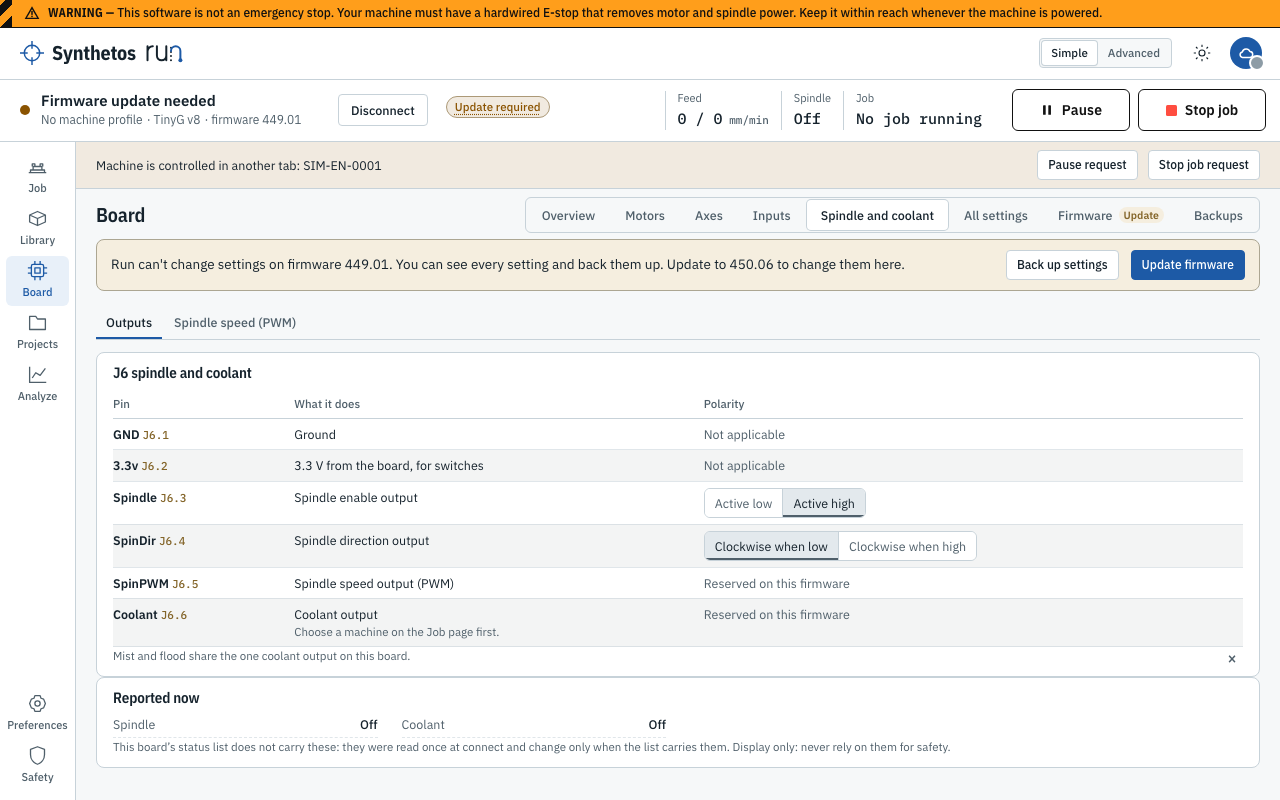 WARNING — This software is not an emergency stop. Your machine must have a hardwired E-stop that removes motor and spindle power. Keep it within reach whenever the machine is powered.
Synthetos run
Simple Advanced
Firmware update needed
No machine profile · TinyG v8 · firmware 449.01
Disconnect
Update required
Feed
0 / 0 mm/min
Spindle
Off
Job
No job running
Pause
Stop job
Job
Library
Board
Projects
Analyze
Preferences
Safety
Machine is controlled in another tab: SIM-EN-0001
Pause request
Stop job request
Board
Overview Motors Axes Inputs Spindle and coolant All settings Firmware Update Backups
Run can't change settings on firmware 449.01. You can see every setting and back them up. Update to 450.06 to change them here.
Back up settings
Update firmware
Outputs Spindle speed (PWM)
J6 spindle and coolant
Pin What it does Polarity
GND J6.1 Ground Not applicable
3.3v J6.2 3.3 V from the board, for switches Not applicable
Spindle J6.3 Spindle enable output Active low Active high
SpinDir J6.4 Spindle direction output Clockwise when low Clockwise when high
SpinPWM J6.5 Spindle speed output (PWM) Reserved on this firmware
Coolant J6.6 Coolant output Reserved on this firmware
Choose a machine on the Job page first.
Mist and flood share the one coolant output on this board. ×
Reported now
Spindle Off Coolant Off
This board's status list does not carry these: they were read once at connect and change only when the list carries them. Display only: never rely on them for safety.